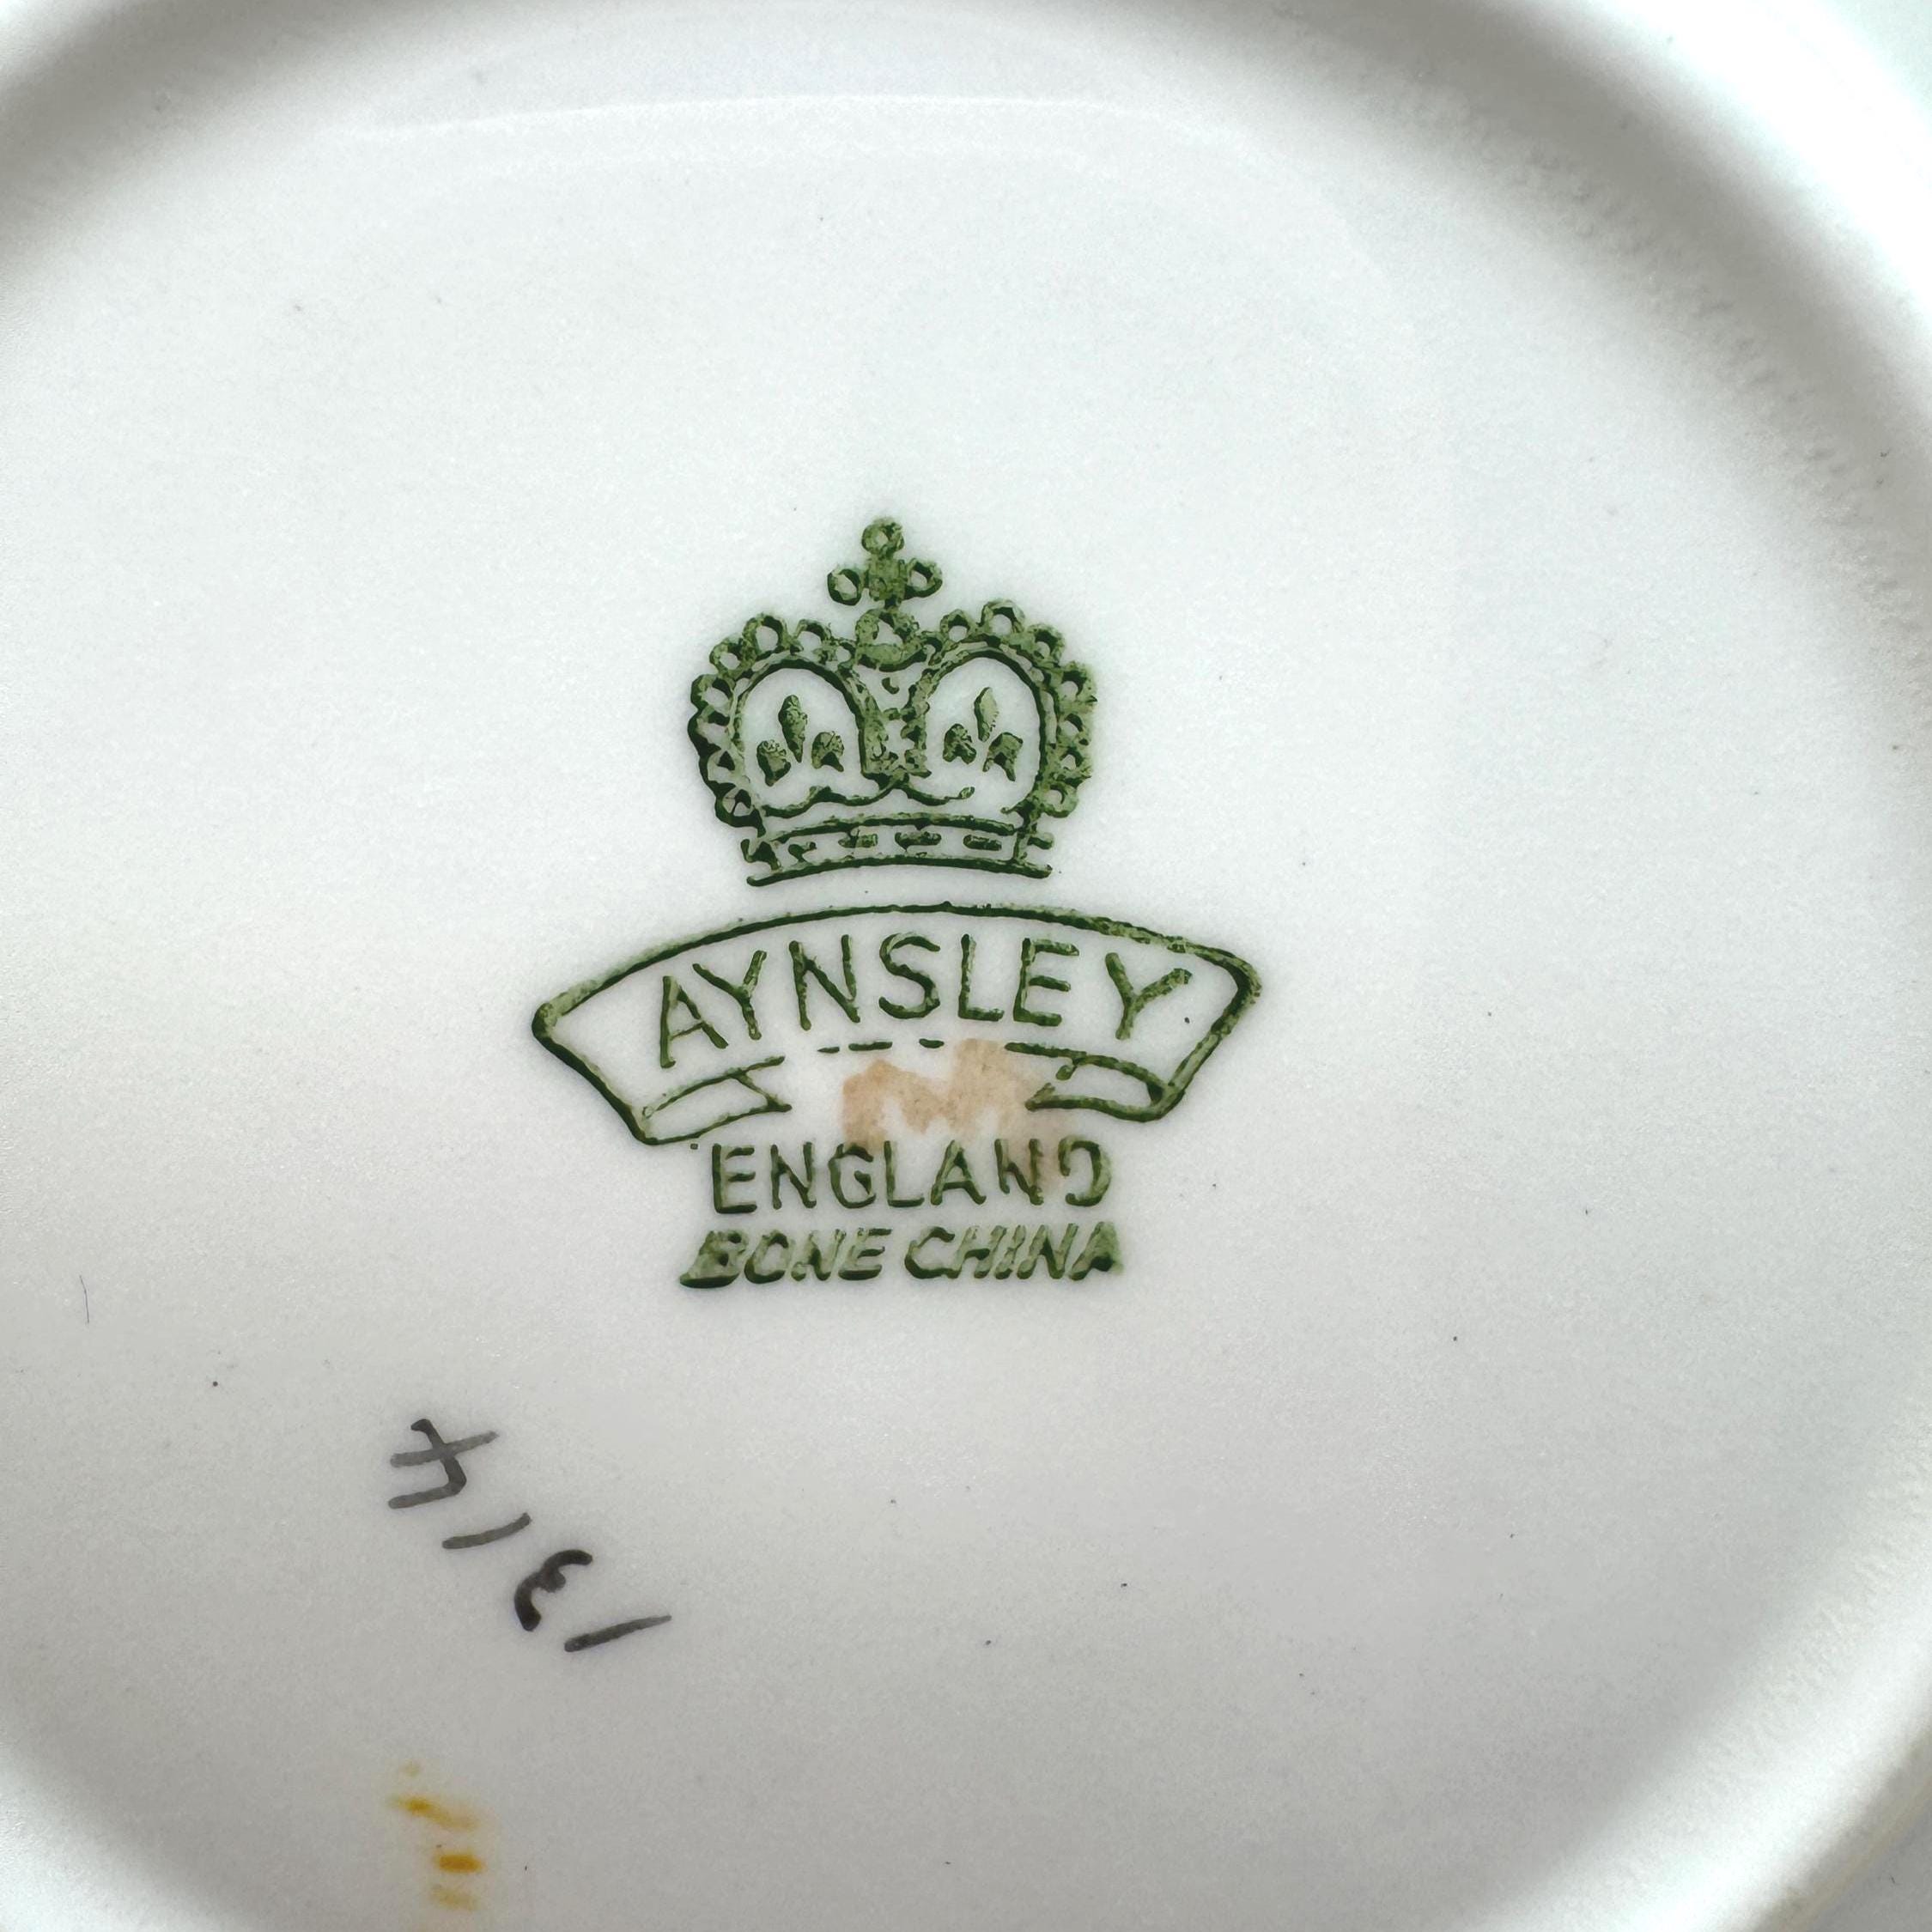 AYNSLEY
ENGLAND
BONE CHINA
1314